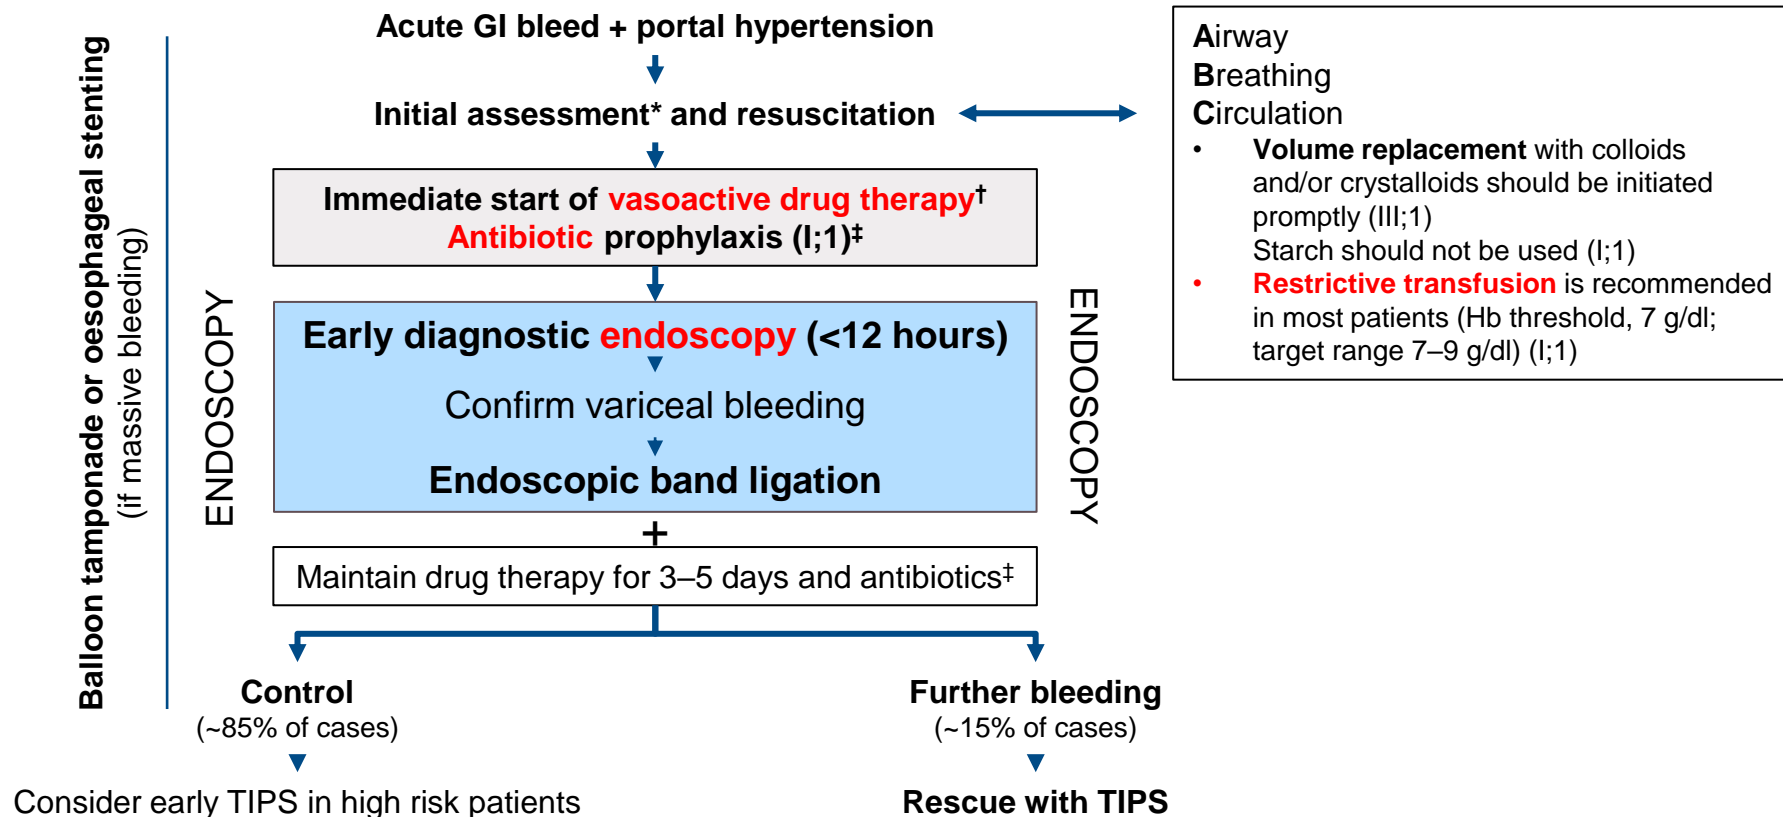 Acute GI bleed + portal hypertension
Initial assessment* and resuscitation
Immediate start of vasoactive drug therapy†
Antibiotic prophylaxis (I;1)‡
Early diagnostic endoscopy (<12 hours)
Confirm variceal bleeding
Endoscopic band ligation
+
Maintain drug therapy for 3–5 days and antibiotics‡
Control
(~85% of cases)
Consider early TIPS in high risk patients
Further bleeding
(~15% of cases)
Rescue with TIPS
Balloon tamponade or oesophageal stenting
(if massive bleeding)
ENDOSCOPY
ENDOSCOPY
Airway
Breathing
Circulation
• Volume replacement with colloids
and/or crystalloids should be initiated
promptly (III;1)
Starch should not be used (I;1)
• Restrictive transfusion is recommended
in most patients (Hb threshold, 7 g/dl;
target range 7–9 g/dl) (I;1)